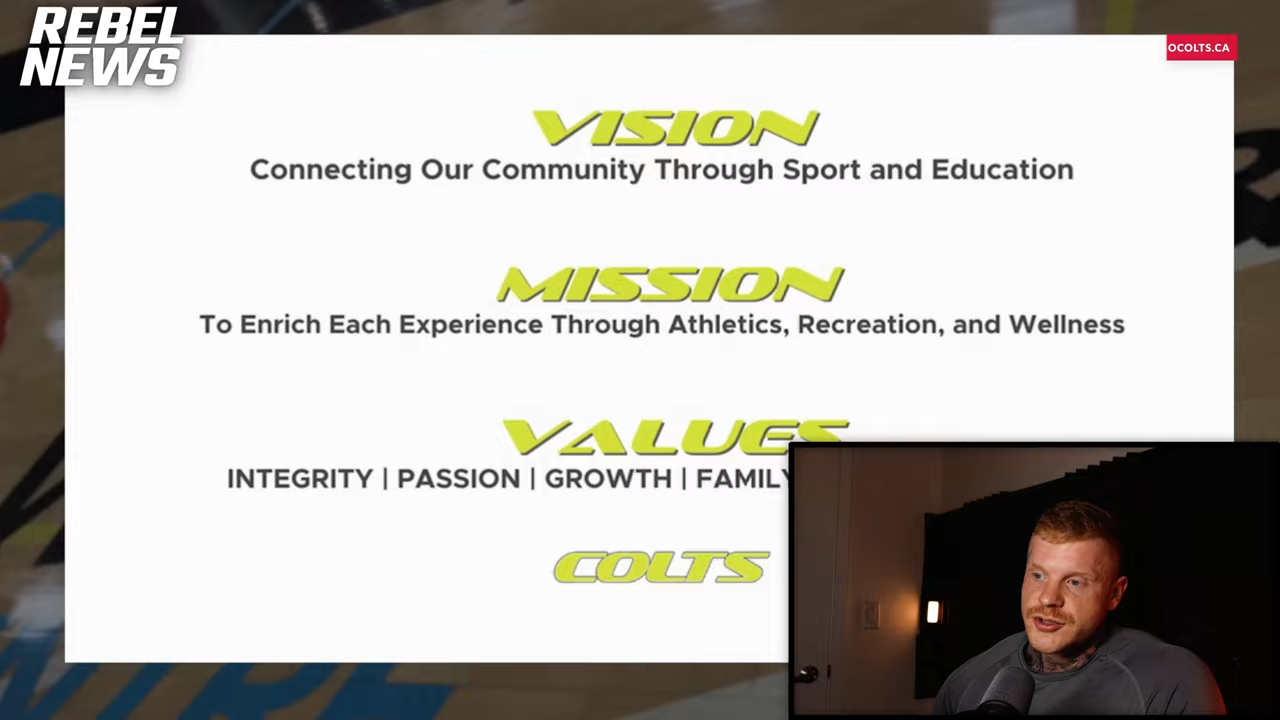 REBEL
NEWS
OCOLTS.CA
VISION
Connecting Our Community Through Sport and Education
MISSION
To Enrich Each Experience Through Athletics, Recreation, and Wellness
VALUES
INTEGRITY | PASSION | GROWTH | FAMILY
COLTS